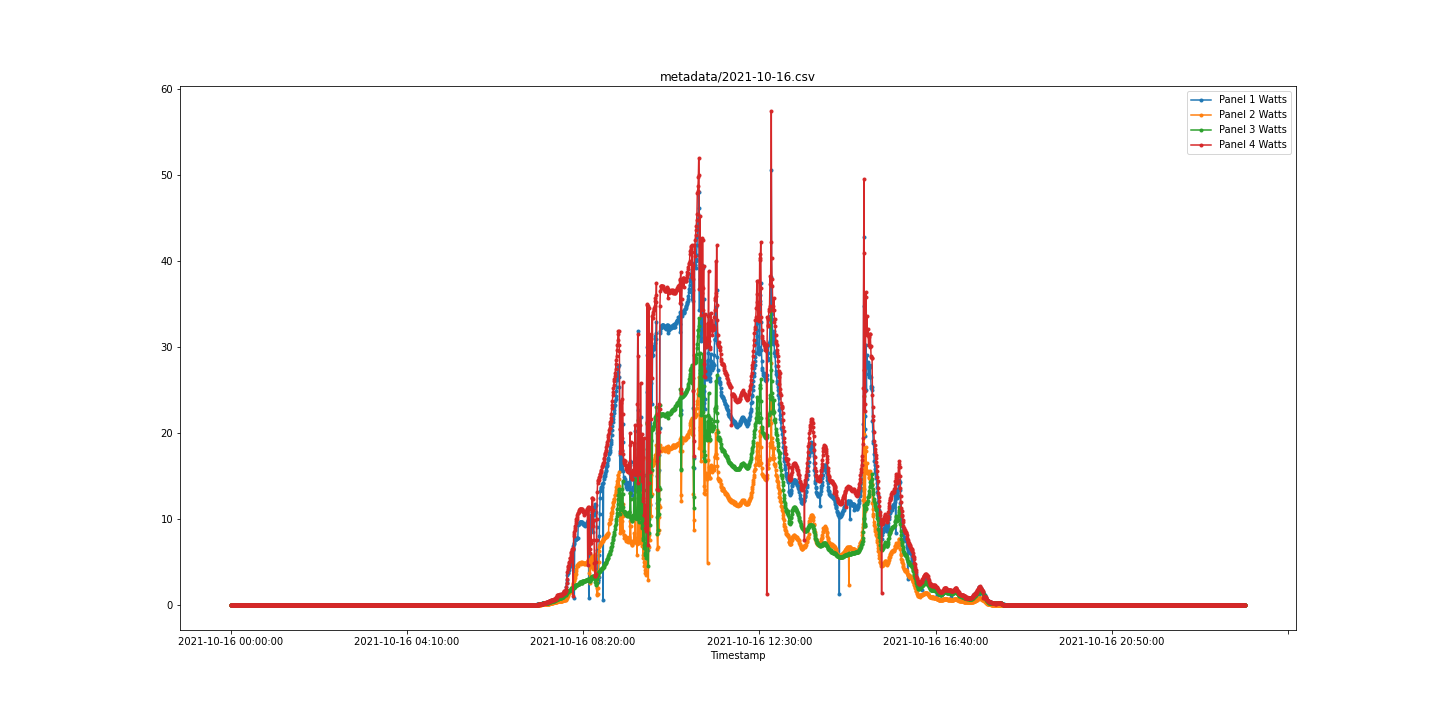 metadata/2021-10-16.csv
60
50
40
30
20
10
0
Panel 1 Watts
Panel 2 Watts
Panel 3 Watts
Panel 4 Watts
2021-10-16 00:00:00
2021-10-16 04:10:00
2021-10-16 08:20:00
2021-10-16 12:30:00
2021-10-16 16:40:00
2021-10-16 20:50:00
Timestamp